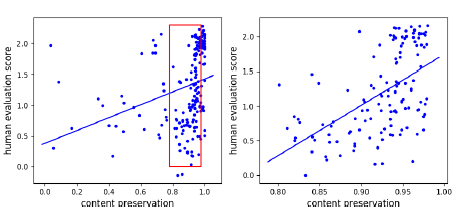 human evaluation score
2.0
1.5
1.0
0.5
0.0
0.0 0.2 0.4 0.6 0.8 1.0
content preservation
human evaluation score
2.0
1.5
1.0
0.5
0.0
0.80 0.85 0.90 0.95 1.00
content preservation